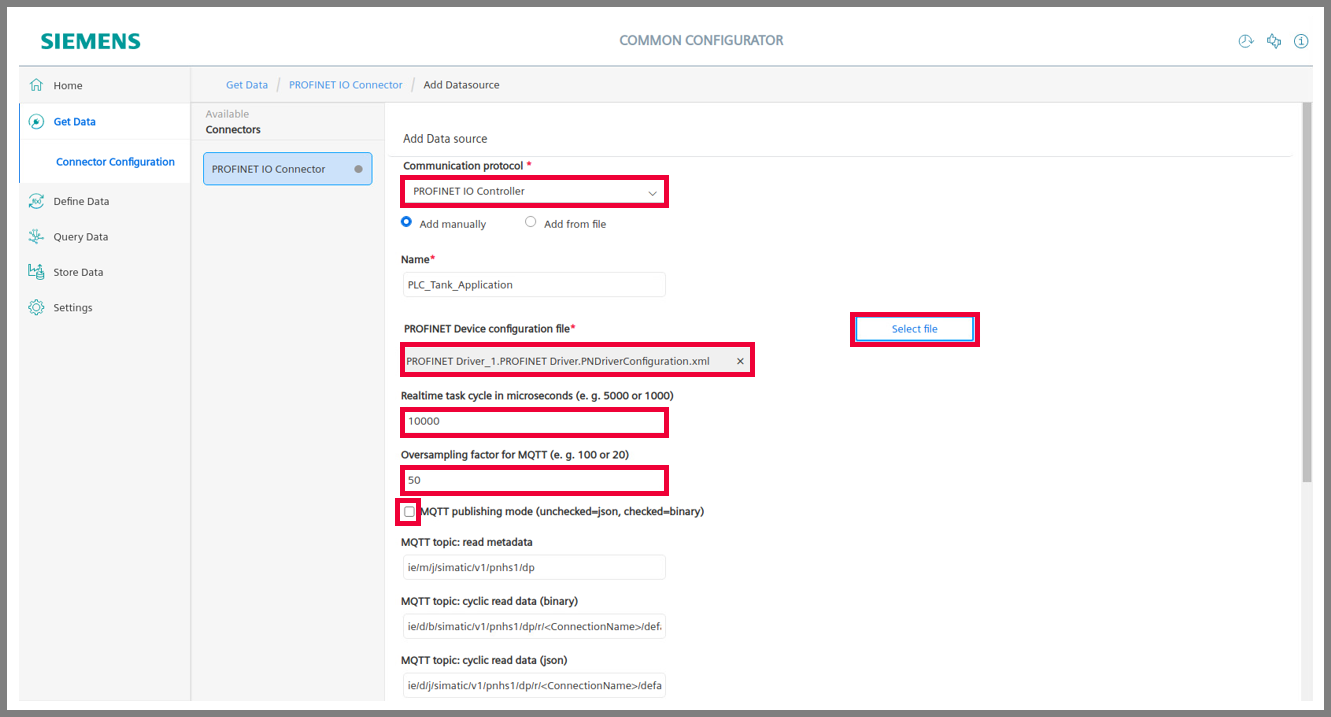 SIEMENS
COMMON CONFIGURATOR
Home
Get Data
Connector Configuration
Define Data
Query Data
Store Data
Settings
Get Data / PROFINET IO Connector / Add Datasource
Available
Connectors
PROFINET IO Connector
Add Data source
Communication protocol *
PROFINET IO Controller
Add manually Add from file
Name*
PLC_Tank_Application
PROFINET Device configuration file*
Select file
PROFINET Driver_1.PROFINET Driver.PNDriverConfiguration.xml ×
Realtime task cycle in microseconds (e. g. 5000 or 1000)
10000
Oversampling factor for MQTT (e. g. 100 or 20)
50
MQTT publishing mode (unchecked=json, checked=binary)
MQTT topic: read metadata
ie/m/j/simatic/v1/pnhs1/dp
MQTT topic: cyclic read data (binary)
ie/d/b/simatic/v1/pnhs1/dp/r/<ConnectionName>/defa
MQTT topic: cyclic read data (json)
ie/d/j/simatic/v1/pnhs1/dp/r/<ConnectionName>/defa